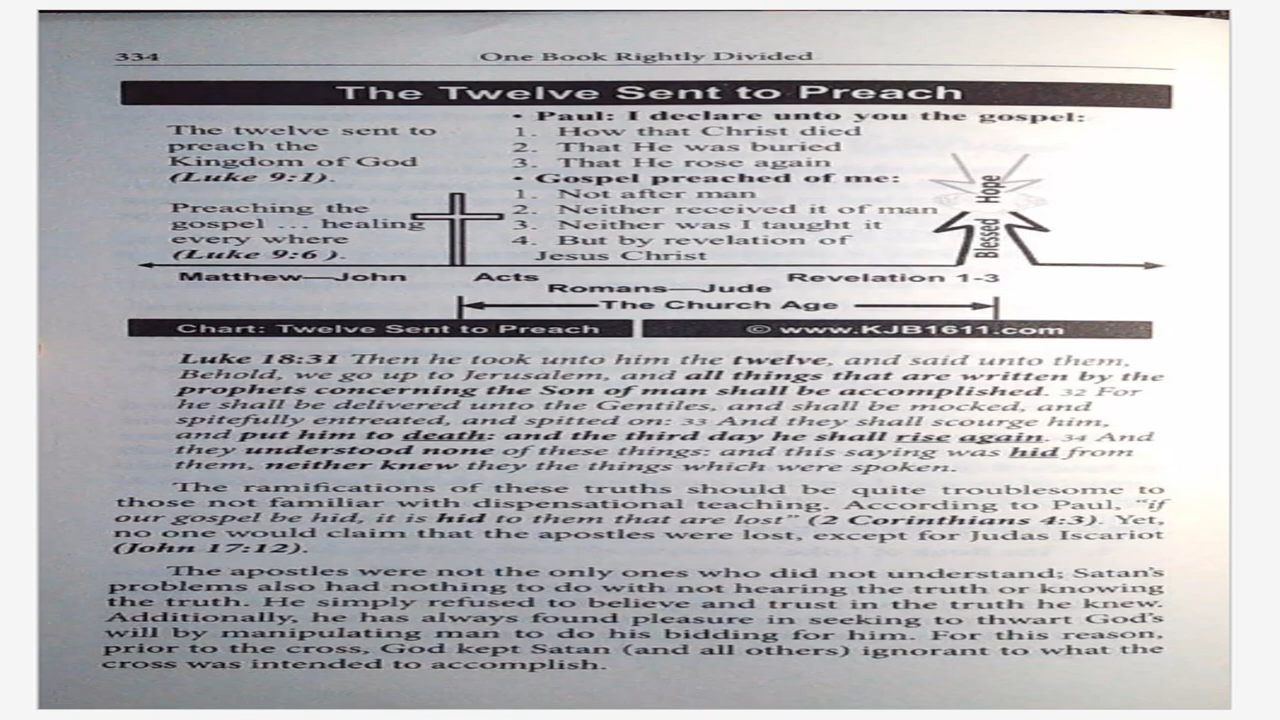 334
One Book Rightly Divided
The Twelve Sent to Preach
The twelve sent to
preach the
Kingdom of God
(Luke 9:1).
Preaching the
gospel ... healing
every where
(Luke 9:6 ).
• Paul: I declare unto you the gospel:
1. How that Christ died
2. That He was buried
3. That He rose again
• Gospel preached of me:
1. Not after man
2. Neither received it of man
3. Neither was I taught it
4. But by revelation of
Jesus Christ
Blessed Hope
Matthew—John
Acts
Romans—Jude
Revelation 1-3
The Church Age
Chart: Twelve Sent to Preach
© www.KJB1611.com
Luke 18:31 Then he took unto him the twelve, and said unto them,
Behold, we go up to Jerusalem, and all things that are written by the
prophets concerning the Son of man shall be accomplished. 32 For
he shall be delivered unto the Gentiles, and shall be mocked, and
spitefully entreated, and spitted on: 33 And they shall scourge him,
and put him to death: and the third day he shall rise again. 34 And
they understood none of these things: and this saying was hid from
them, neither knew they the things which were spoken.
The ramifications of these truths should be quite troublesome to
those not familiar with dispensational teaching. According to Paul, "if
our gospel be hid, it is hid to them that are lost" (2 Corinthians 4:3). Yet,
no one would claim that the apostles were lost, except for Judas Iscariot
(John 17:12).
The apostles were not the only ones who did not understand; Satan's
problems also had nothing to do with not hearing the truth or knowing
the truth. He simply refused to believe and trust in the truth he knew.
Additionally, he has always found pleasure in seeking to thwart God's
will by manipulating man to do his bidding for him. For this reason,
prior to the cross, God kept Satan (and all others) ignorant to what the
cross was intended to accomplish.